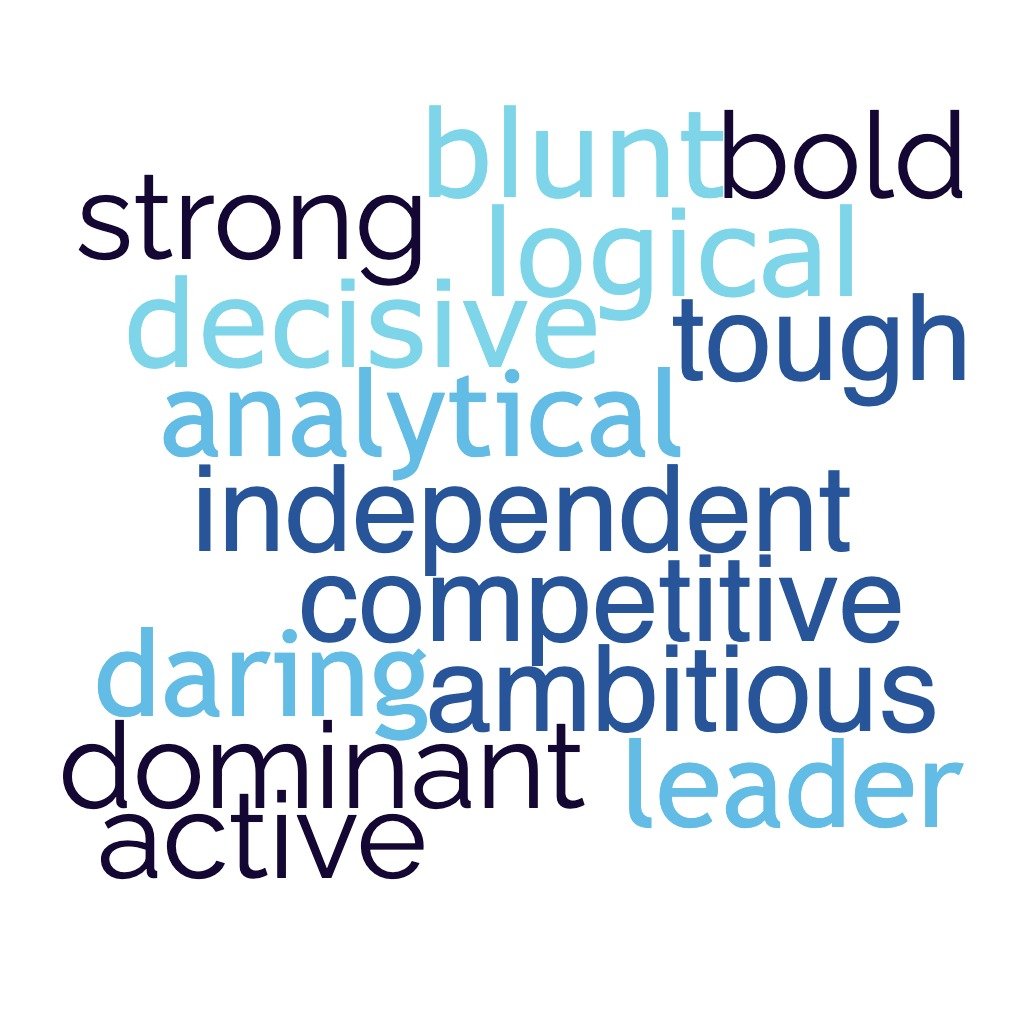 blunt bold
strong
logical
decisive
tough
analytical
independent
competitive
daring
ambitious
dominant
leader
active